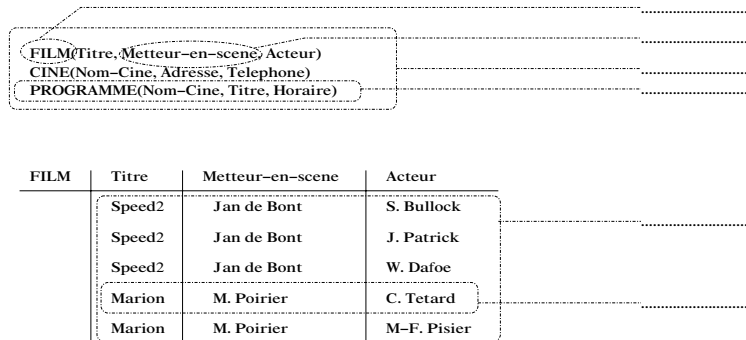 FILM(Titre, Metteur-en-scene, Acteur)
CINE(Nom-Cine, Adresse, Telephone)
PROGRAMME(Nom-Cine, Titre, Horaire)
FILM Titre Metteur-en-scene Acteur
Speed2 Jan de Bont S. Bullock
Speed2 Jan de Bont J. Patrick
Speed2 Jan de Bont W. Dafoe
Marion M. Poirier C. Tetard
Marion M. Poirier M-F. Pisier